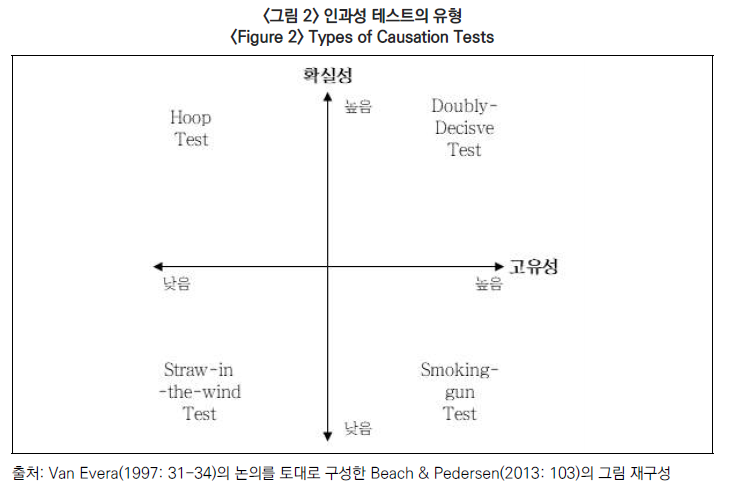 <그림 2> 인과성 테스트의 유형
<Figure 2> Types of Causation Tests
확실성
높음
Hoop
Test
Doubly-
Decisve
Test
고유성
낮음
높음
Straw-in
-the-wind
Test
Smoking-
gun
Test
낮음
출처: Van Evera(1997: 31-34)의 논의를 토대로 구성한 Beach & Pedersen(2013: 103)의 그림 재구성